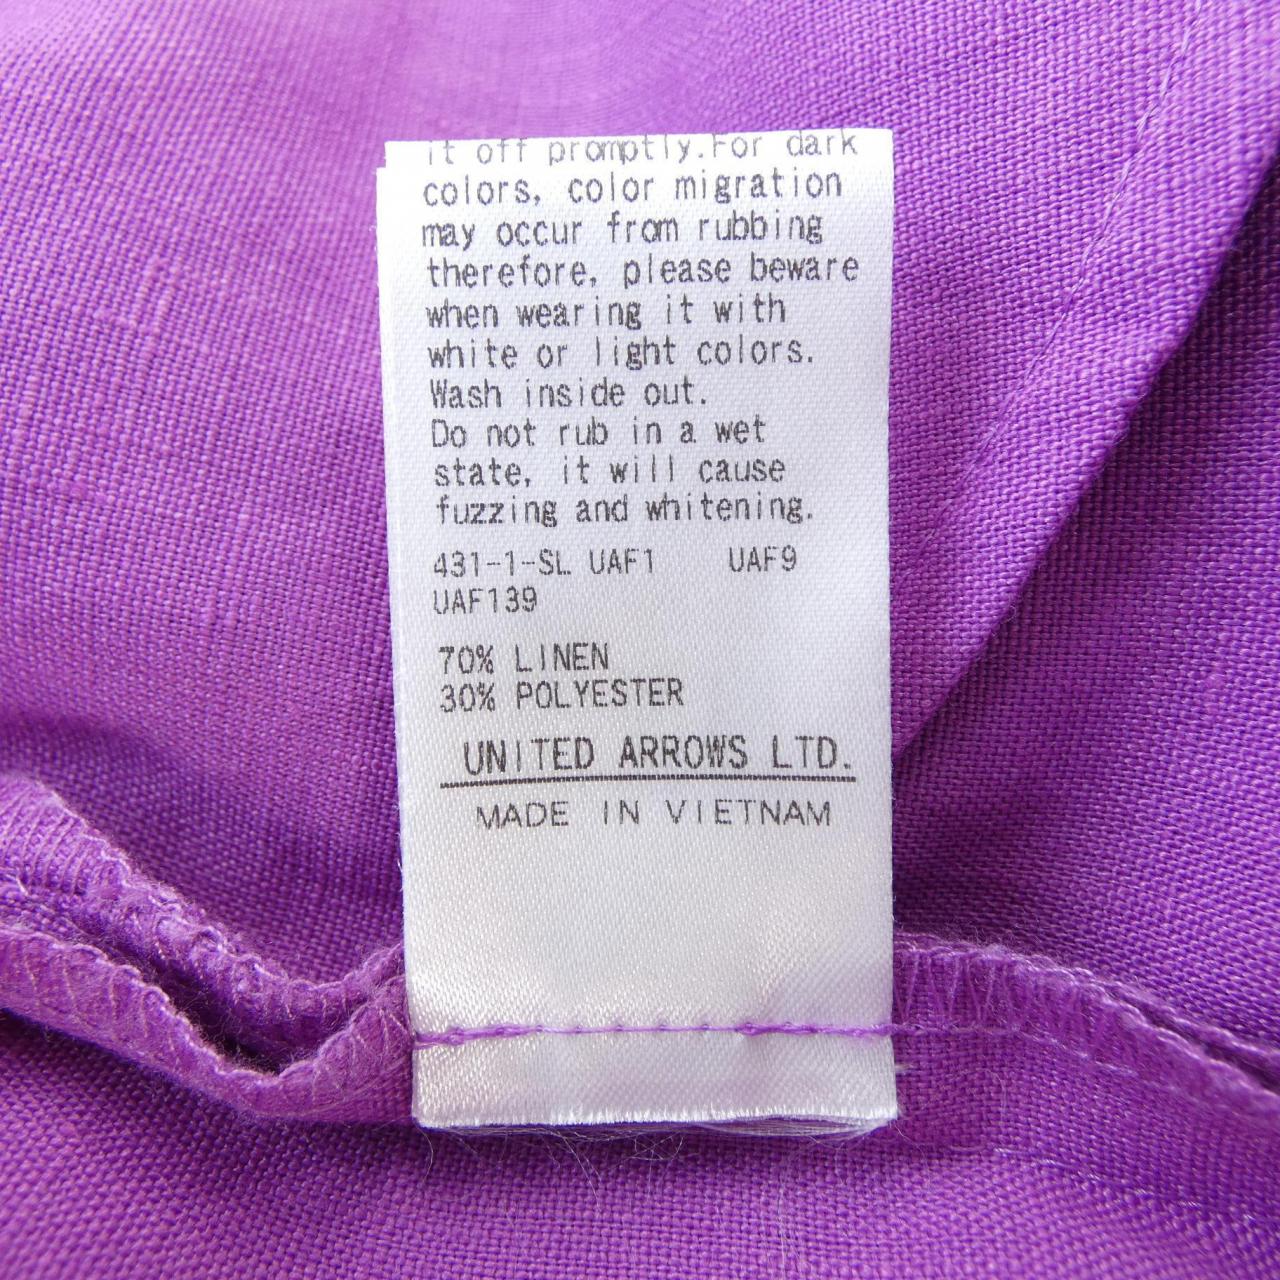 it off promptly.For dark
colors, color migration
may occur from rubbing
therefore, please beware
when wearing it with
white or light colors.
Wash inside out.
Do not rub in a wet
state, it will cause
fuzzing and whitening.
431-1-SL UAF1 UAF9
UAF139
70% LINEN
30% POLYESTER
UNITED ARROWS LTD.
MADE IN VIETNAM